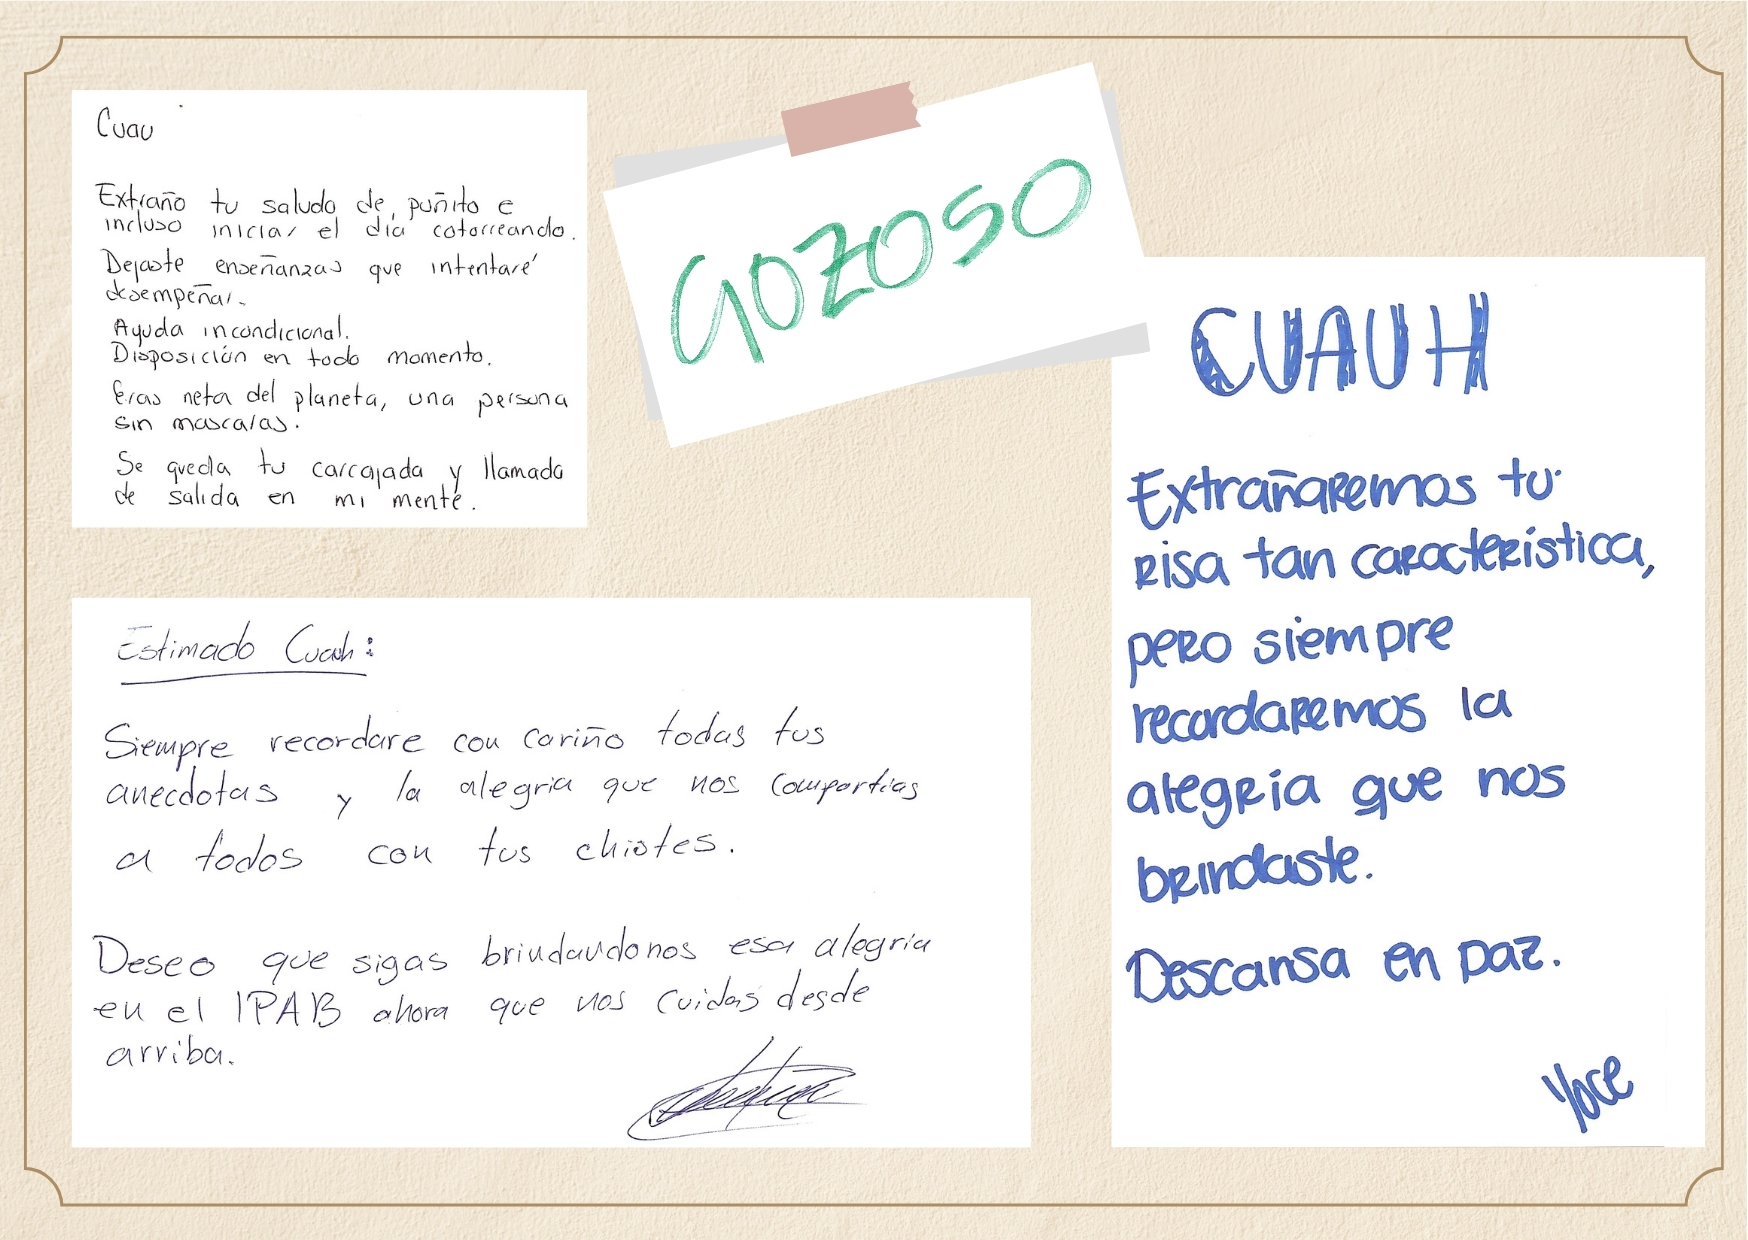 Cuau
Extraño tu saludo de puñito e
incluso iniciar el día cotorreando.
Dejaste enseñanzas que intentaré
desempeñar.
Ayuda incondicional.
Disposición en todo momento.
Eras neta del planeta, una persona
sin mascaras.
Se queda tu carcajada y llamada
de salida en mi mente.
GOZOSO
Estimado Cuauh:
Siempre recordare con cariño todas tus
anecdotas y la alegria que nos compartias
a todos con tus chistes.
Deseo que sigas brindandonos esa alegria
en el IPAB ahora que nos cuidas desde
arriba.
CUAUH
Extrañaremos tu
risa tan característica,
pero siempre
recordaremos la
alegría que nos
brindaste.
Descansa en paz.
Yoce